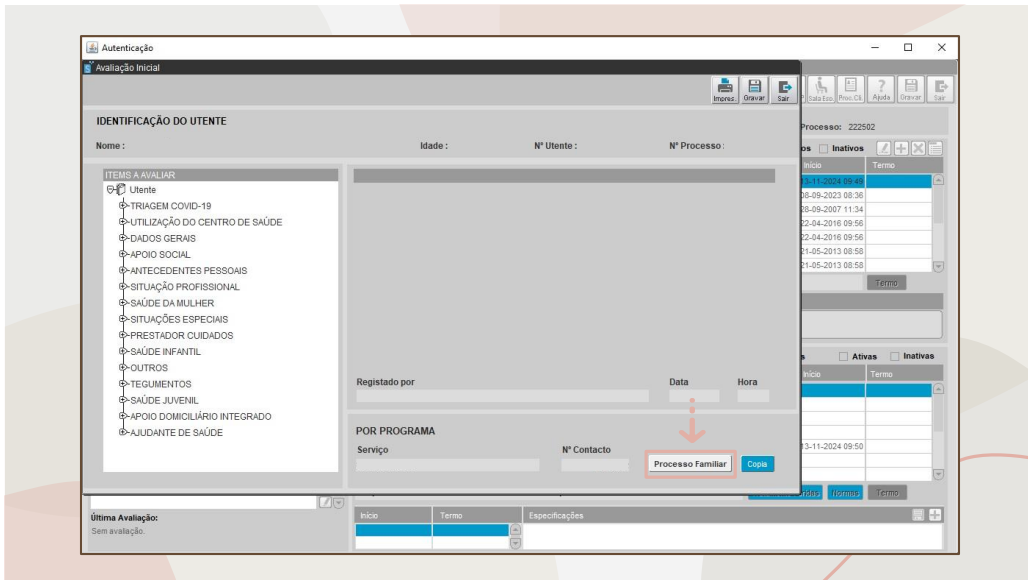 Autenticação
Avaliação Inicial
Impres. Gravar Sair
Sala Esp. Proc.Clí. Ajuda Gravar Sair
IDENTIFICAÇÃO DO UTENTE
Processo: 222502
Nome : Idade : Nº Utente : Nº Processo :
os Inativos
ITEMS A AVALIAR
Início Termo
Utente
13-11-2024 09:49
TRIAGEM COVID-19
08-09-2023 08:36
UTILIZAÇÃO DO CENTRO DE SAÚDE
28-09-2007 11:34
DADOS GERAIS
22-04-2016 09:56
APOIO SOCIAL
22-04-2016 09:56
ANTECEDENTES PESSOAIS
21-05-2013 08:58
SITUAÇÃO PROFISSIONAL
21-05-2013 08:58
SAÚDE DA MULHER
Termo
SITUAÇÕES ESPECIAIS
PRESTADOR CUIDADOS
SAÚDE INFANTIL
s Ativas Inativas
OUTROS
Início Termo
TEGUMENTOS
SAÚDE JUVENIL
APOIO DOMICILIÁRIO INTEGRADO
AJUDANTE DE SAÚDE
Registado por Data Hora
POR PROGRAMA
Serviço Nº Contacto
13-11-2024 09:50
Processo Familiar Copia
Normas Termo
Última Avaliação:
Sem avaliação.
Início Termo Especificações